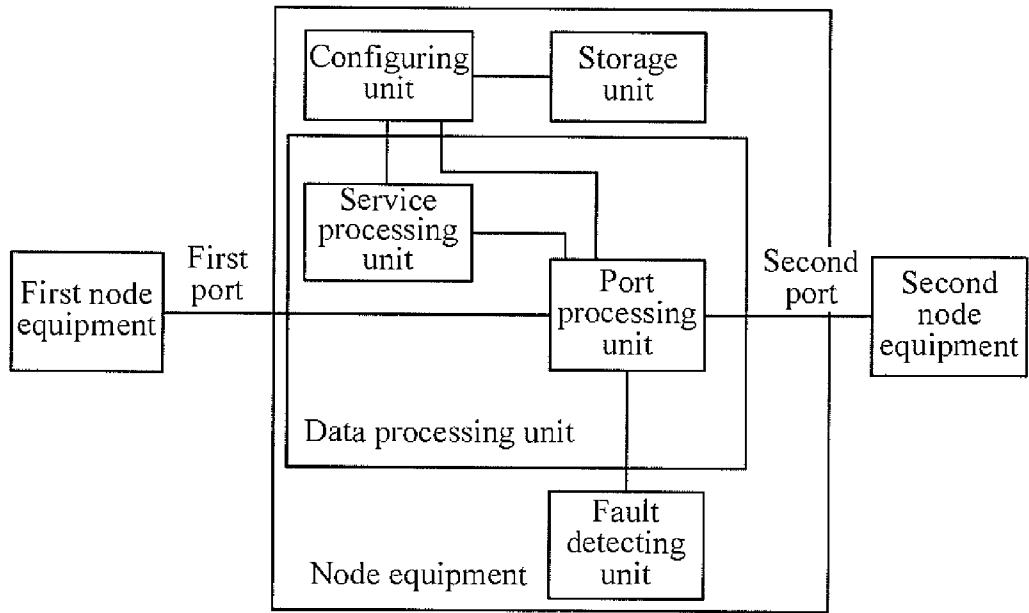 Configuring
unit
Storage
unit
Service
processing
unit
First
port
First node
equipment
Port
processing
unit
Second
port
Second
node
equipment
Data processing unit
Fault
detecting
unit
Node equipment